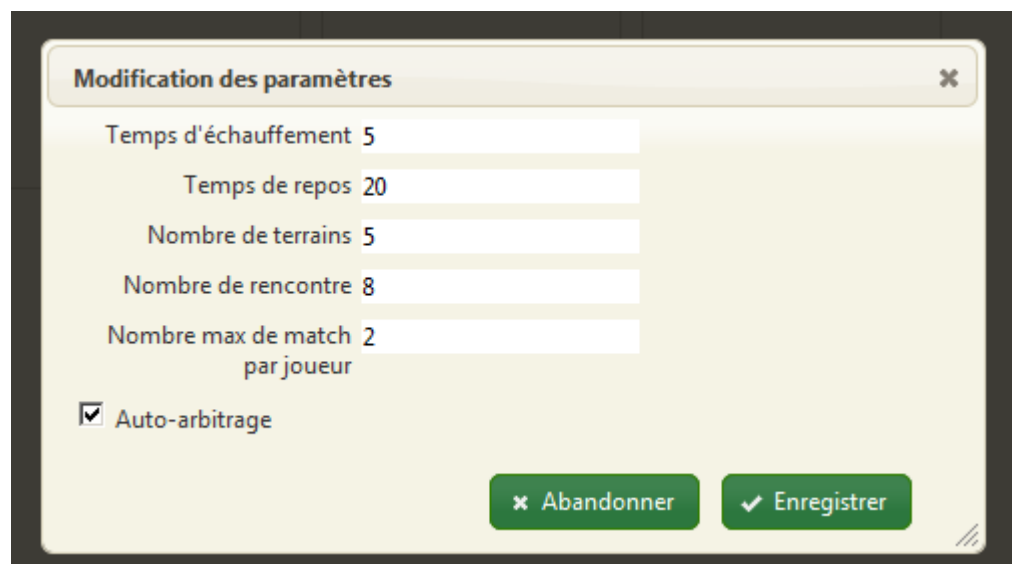 Modification des paramètres
Temps d'échauffement 5
Temps de repos 20
Nombre de terrains 5
Nombre de rencontre 8
Nombre max de match 2
par joueur
Auto-arbitrage
Abandonner Enregistrer